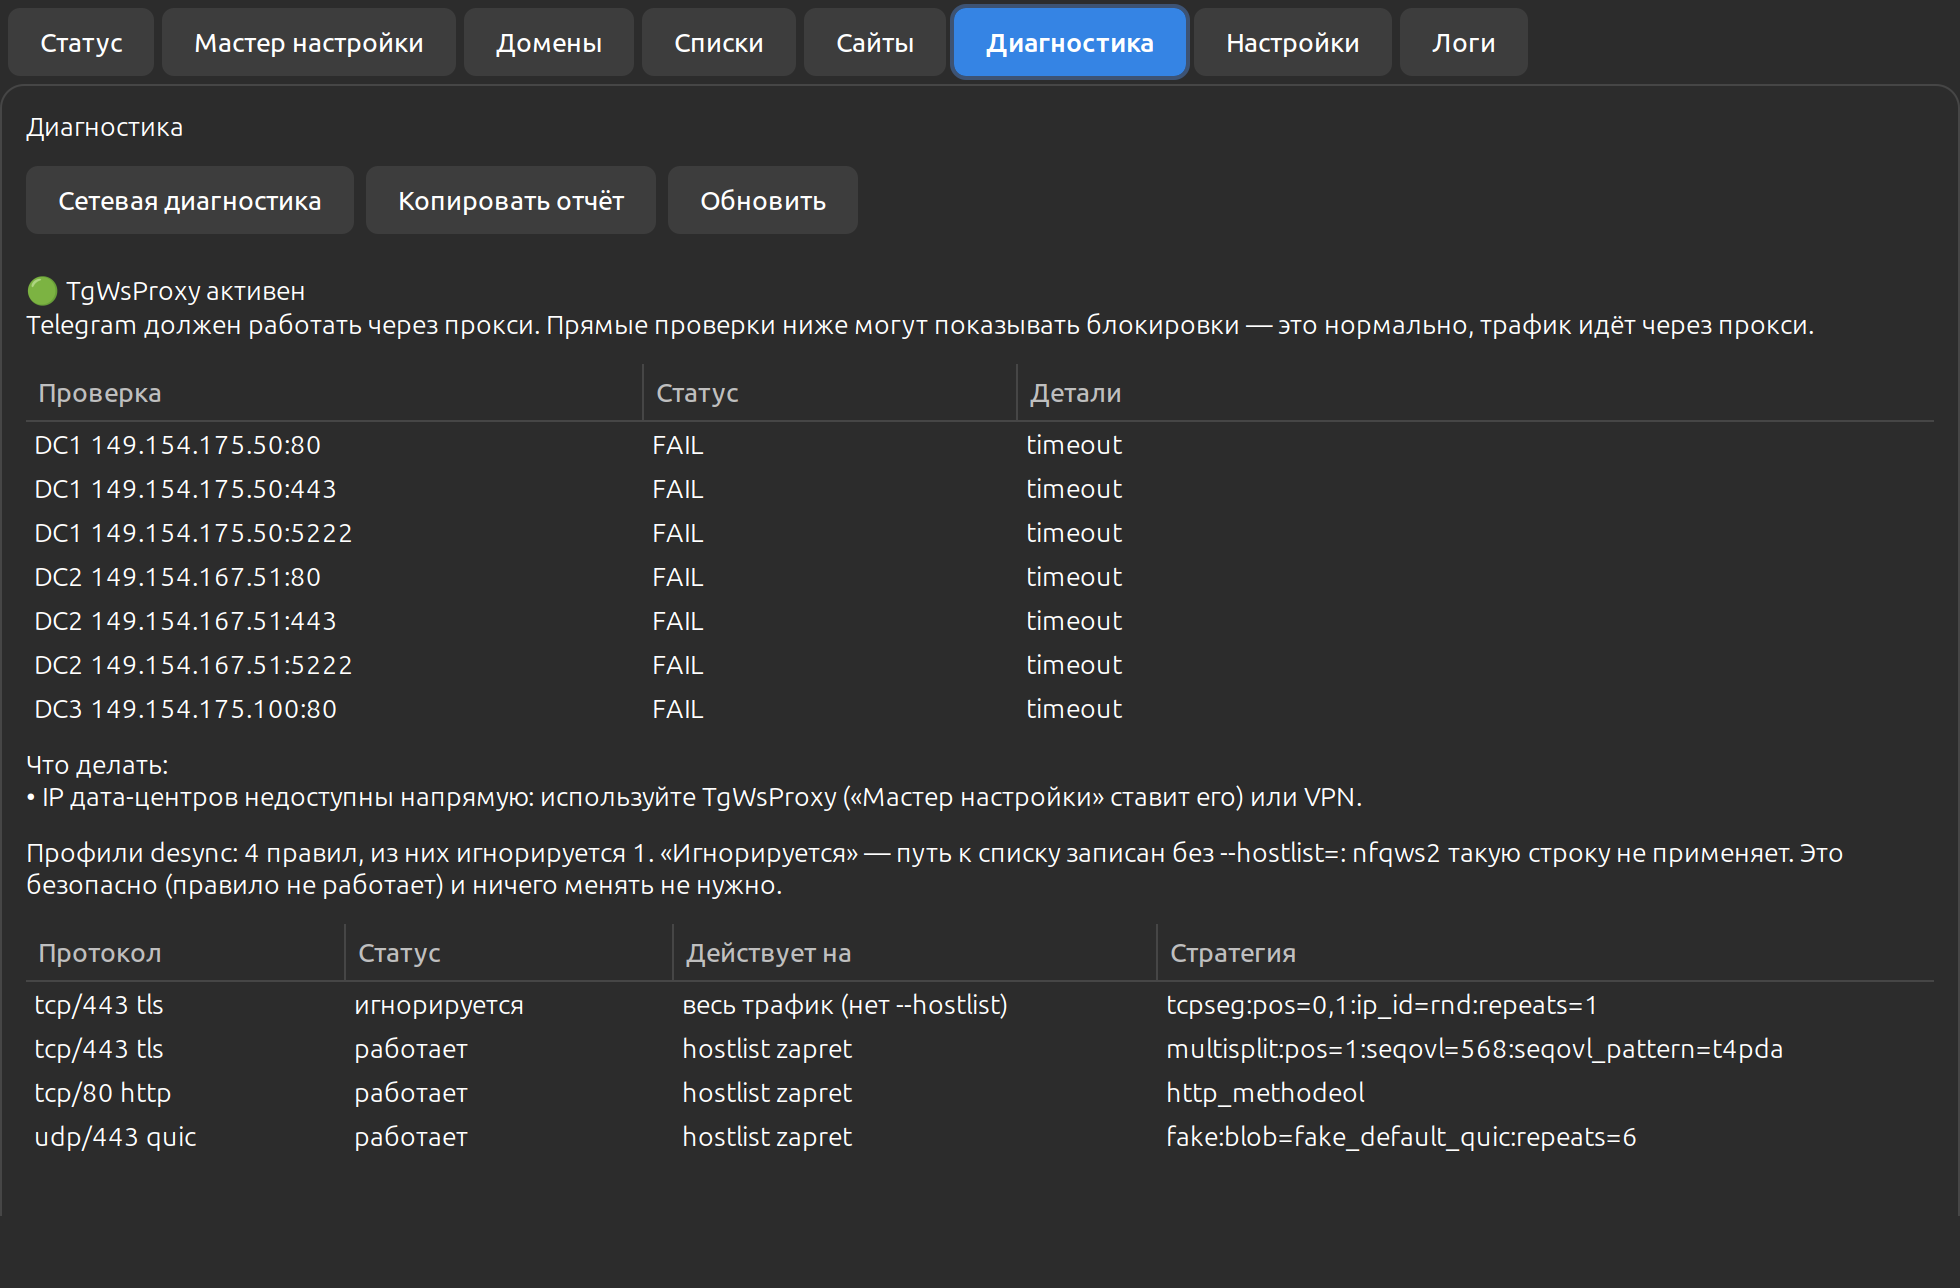 Статус Мастер настройки Домены Списки Сайты Диагностика Настройки Логи
Диагностика
Сетевая диагностика Копировать отчёт Обновить
TgWsProxy активен
Telegram должен работать через прокси. Прямые проверки ниже могут показывать блокировки — это нормально, трафик идёт через прокси.
Проверка Статус Детали
DC1 149.154.175.50:80 FAIL timeout
DC1 149.154.175.50:443 FAIL timeout
DC1 149.154.175.50:5222 FAIL timeout
DC2 149.154.167.51:80 FAIL timeout
DC2 149.154.167.51:443 FAIL timeout
DC2 149.154.167.51:5222 FAIL timeout
DC3 149.154.175.100:80 FAIL timeout
Что делать:
• IP дата-центров недоступны напрямую: используйте TgWsProxy («Мастер настройки» ставит его) или VPN.
Профили desync: 4 правил, из них игнорируется 1. «Игнорируется» — путь к списку записан без --hostlist=: nfqws2 такую строку не применяет. Это
безопасно (правило не работает) и ничего менять не нужно.
Протокол Статус Действует на Стратегия
tcp/443 tls игнорируется весь трафик (нет --hostlist) tcpseg:pos=0,1:ip_id=rnd:repeats=1
tcp/443 tls работает hostlist zapret multisplit:pos=1:seqovl=568:seqovl_pattern=t4pda
tcp/80 http работает hostlist zapret http_methodeol
udp/443 quic работает hostlist zapret fake:blob=fake_default_quic:repeats=6